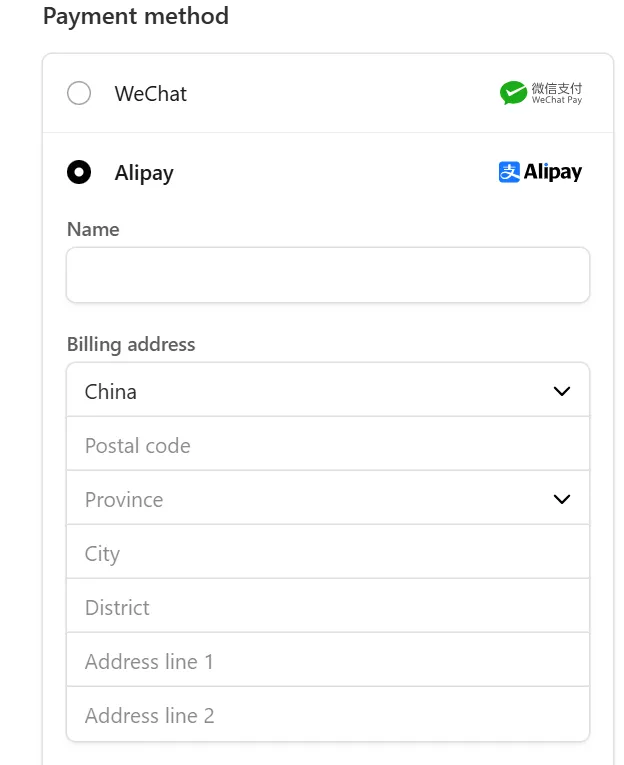 Payment method
WeChat
微信支付
WeChat Pay
Alipay
支 Alipay
Name
Billing address
China
Postal code
Province
City
District
Address line 1
Address line 2